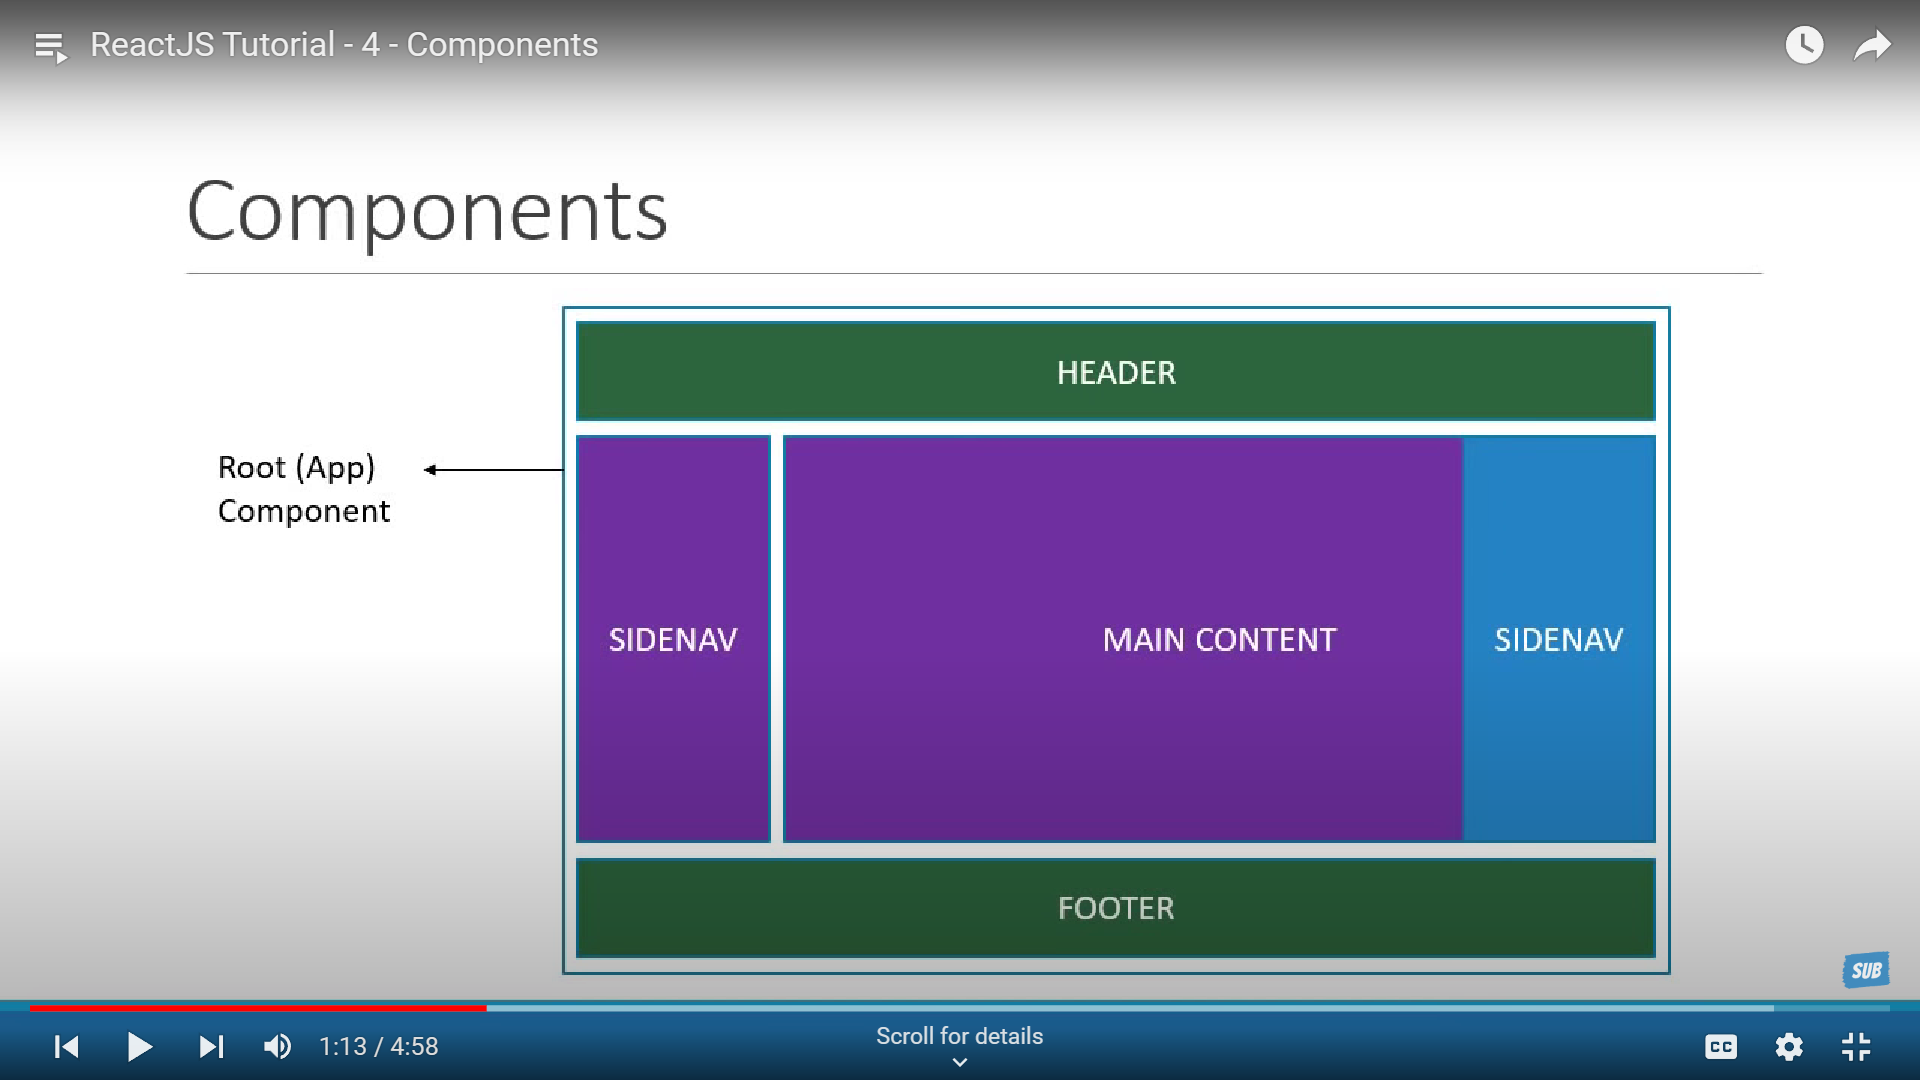 ReactJS Tutorial - 4 - Components
Components
HEADER
Root (App)
Component
SIDENAV
MAIN CONTENT
SIDENAV
FOOTER
SUB
1:13 / 4:58
Scroll for details
CC